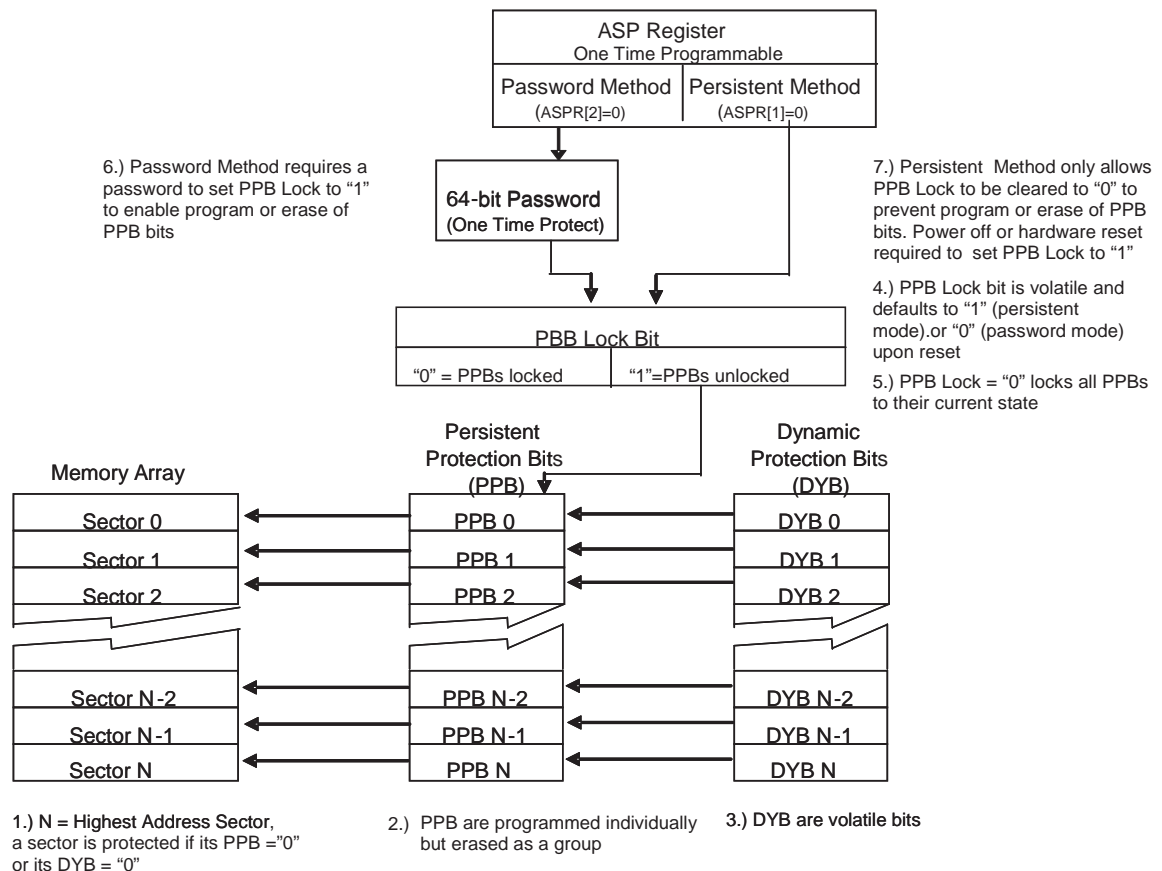 ASP Register
One Time Programmable
Password Method
(ASPR[2]=0)
Persistent Method
(ASPR[1]=0)
6.) Password Method requires a
password to set PPB Lock to “1”
to enable program or erase of
PPB bits
64-bit Password
(One Time Protect)
7.) Persistent Method only allows
PPB Lock to be cleared to “0” to
prevent program or erase of PPB
bits. Power off or hardware reset
required to set PPB Lock to “1”
4.) PPB Lock bit is volatile and
defaults to “1” (persistent
mode).or “0” (password mode)
upon reset
5.) PPB Lock = “0” locks all PPBs
to their current state
PBB Lock Bit
“0” = PPBs locked
“1”=PPBs unlocked
Memory Array
Persistent
Protection Bits
(PPB)
Dynamic
Protection Bits
(DYB)
Sector 0
PPB 0
DYB 0
Sector 1
PPB 1
DYB 1
Sector 2
PPB 2
DYB 2
Sector N-2
PPB N-2
DYB N-2
Sector N-1
PPB N-1
DYB N-1
Sector N
PPB N
DYB N
1.) N = Highest Address Sector,
a sector is protected if its PPB =”0”
or its DYB = “0”
2.) PPB are programmed individually
but erased as a group
3.) DYB are volatile bits